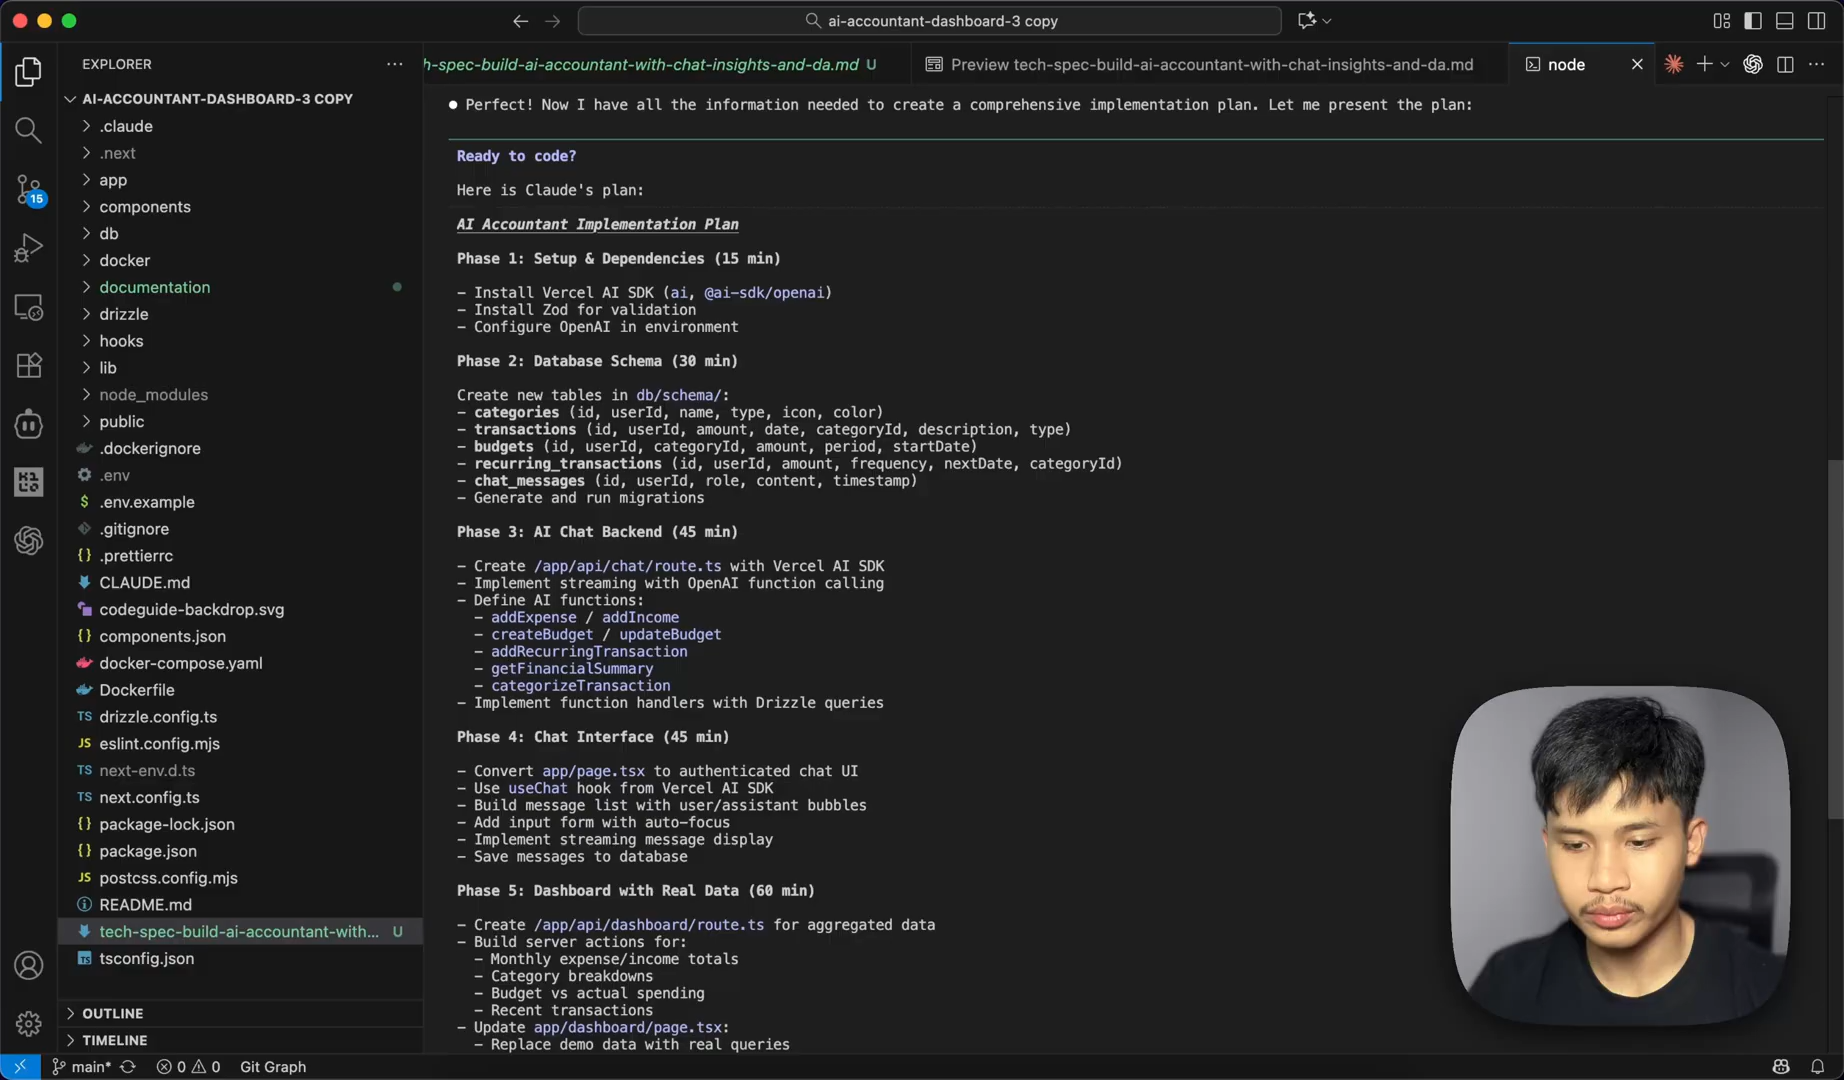 ai-accountant-dashboard-3 copy
EXPLORER
h-spec-build-ai-accountant-with-chat-insights-and-da.md U
Preview tech-spec-build-ai-accountant-with-chat-insights-and-da.md
node
AI-ACCOUNTANT-DASHBOARD-3 COPY
.claude
.next
app
components
db
docker
documentation
drizzle
hooks
lib
node_modules
public
.dockerignore
.env
.env.example
.gitignore
.prettierrc
CLAUDE.md
codeguide-backdrop.svg
components.json
docker-compose.yaml
Dockerfile
drizzle.config.ts
eslint.config.mjs
next-env.d.ts
next.config.ts
package-lock.json
package.json
postcss.config.mjs
README.md
tech-spec-build-ai-accountant-with... U
tsconfig.json
OUTLINE
TIMELINE
15
Perfect! Now I have all the information needed to create a comprehensive implementation plan. Let me present the plan:
Ready to code?
Here is Claude's plan:
AI Accountant Implementation Plan
Phase 1: Setup & Dependencies (15 min)
- Install Vercel AI SDK (ai, @ai-sdk/openai)
- Install Zod for validation
- Configure OpenAI in environment
Phase 2: Database Schema (30 min)
Create new tables in db/schema/:
- categories (id, userId, name, type, icon, color)
- transactions (id, userId, amount, date, categoryId, description, type)
- budgets (id, userId, categoryId, amount, period, startDate)
- recurring_transactions (id, userId, amount, frequency, nextDate, categoryId)
- chat_messages (id, userId, role, content, timestamp)
- Generate and run migrations
Phase 3: AI Chat Backend (45 min)
- Create /app/api/chat/route.ts with Vercel AI SDK
- Implement streaming with OpenAI function calling
- Define AI functions:
- addExpense / addIncome
- createBudget / updateBudget
- addRecurringTransaction
- getFinancialSummary
- categorizeTransaction
- Implement function handlers with Drizzle queries
Phase 4: Chat Interface (45 min)
- Convert app/page.tsx to authenticated chat UI
- Use useChat hook from Vercel AI SDK
- Build message list with user/assistant bubbles
- Add input form with auto-focus
- Implement streaming message display
- Save messages to database
Phase 5: Dashboard with Real Data (60 min)
- Create /app/api/dashboard/route.ts for aggregated data
- Build server actions for:
- Monthly expense/income totals
- Category breakdowns
- Budget vs actual spending
- Recent transactions
- Update app/dashboard/page.tsx:
- Replace demo data with real queries
main* 0 0 Git Graph